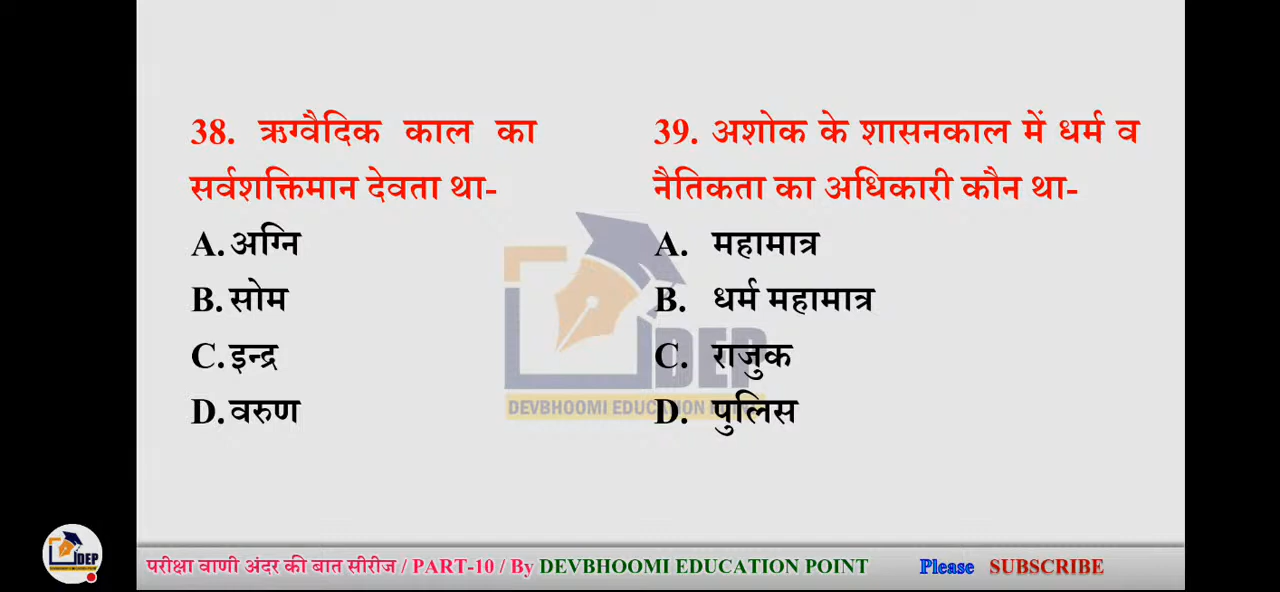 38. ऋग्वैदिक काल का
सर्वशक्तिमान देवता था-
A. अग्नि
B. सोम
C. इन्द्र
D. वरुण
39. अशोक के शासनकाल में धर्म व
नैतिकता का अधिकारी कौन था-
A. महामात्र
B. धर्म महामात्र
C. राजुक
D. पुलिस
DEP
DEVBHOOMI EDUCATION
DEP
परीक्षा वाणी अंदर की बात सीरीज / PART-10 / By DEVBHOOMI EDUCATION POINT Please SUBSCRIBE